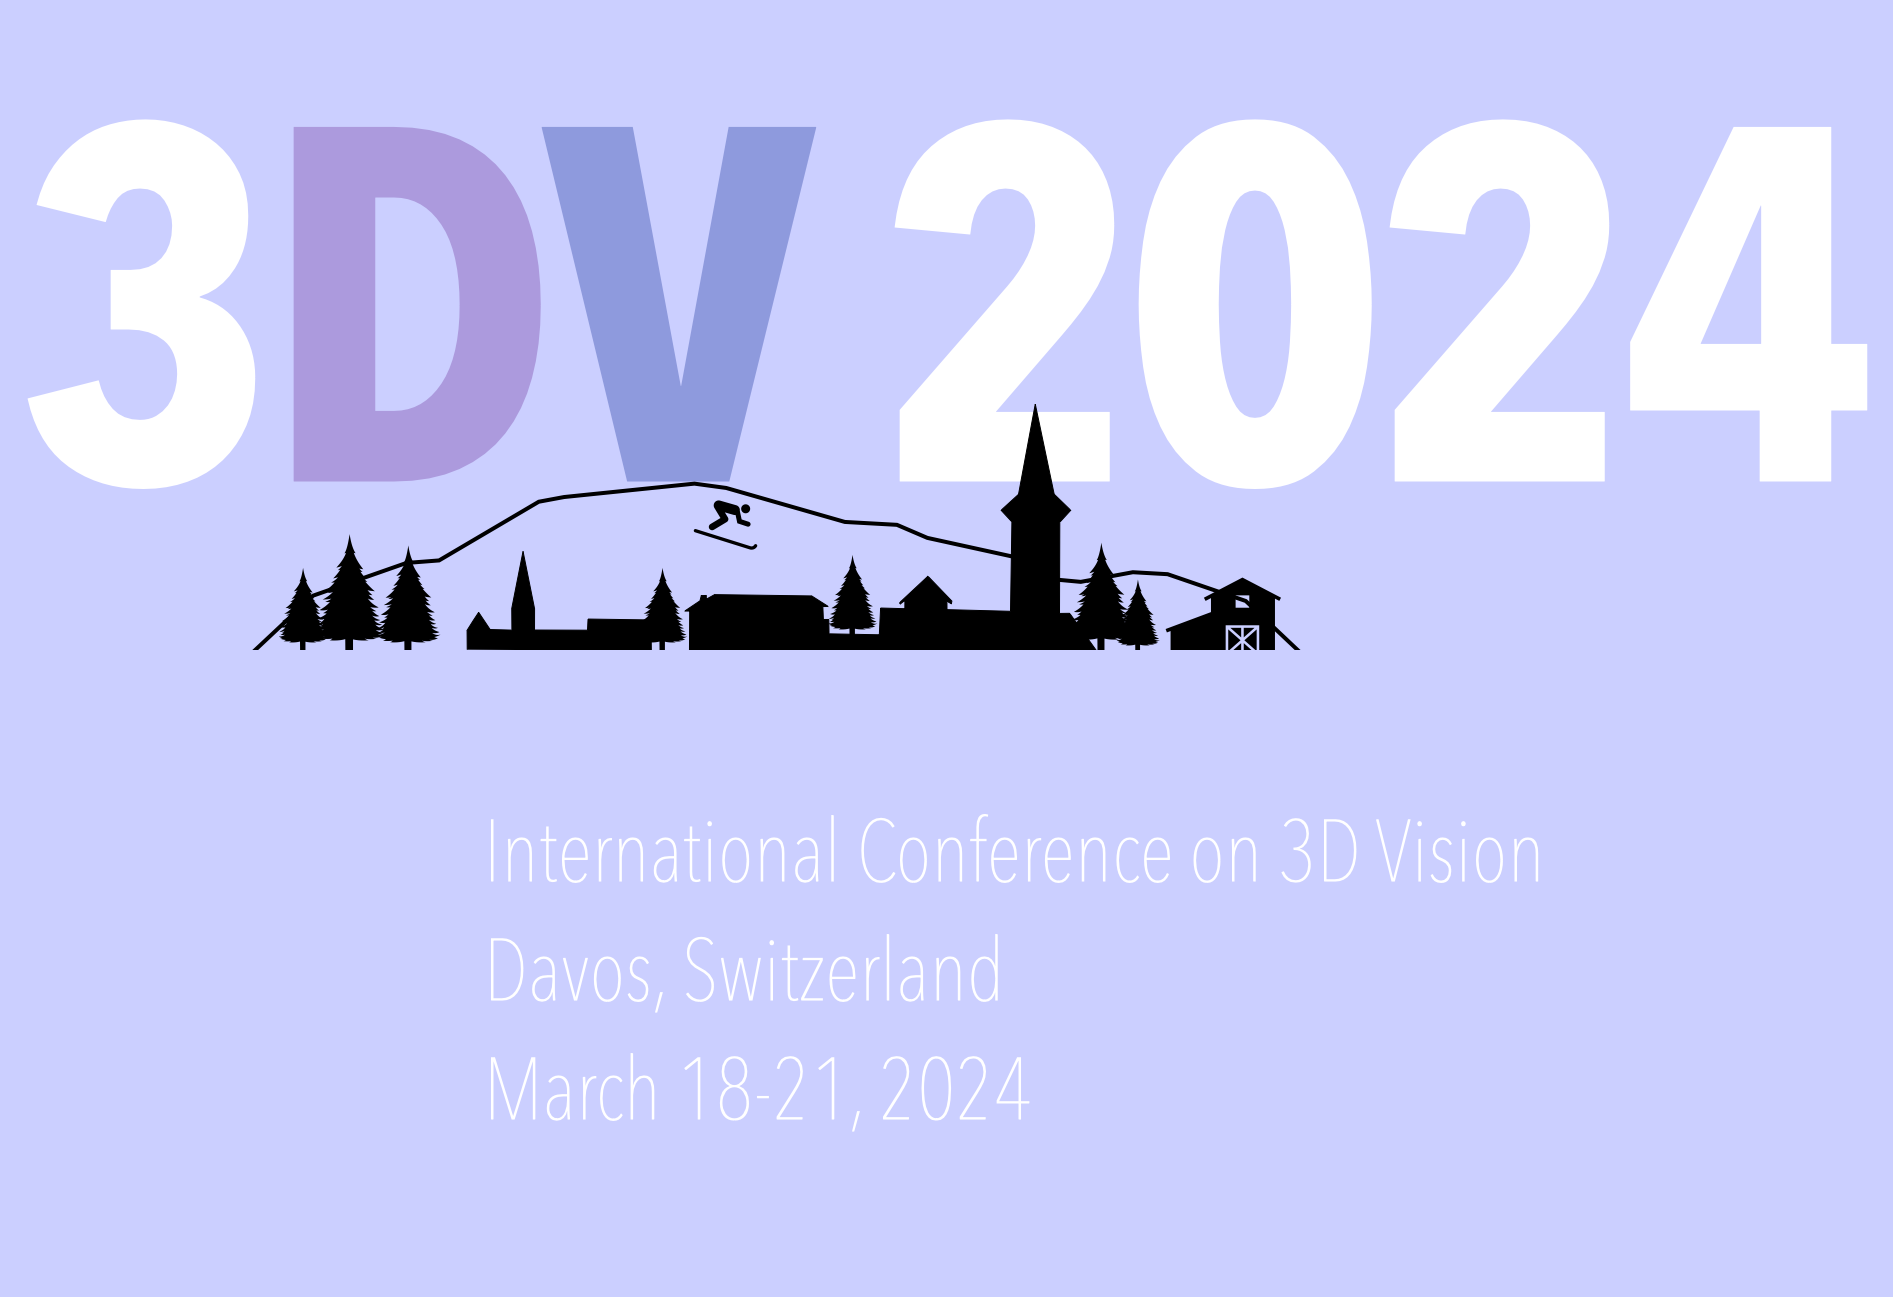 3DV 2024
International Conference on 3D Vision
Davos, Switzerland
March 18-21, 2024